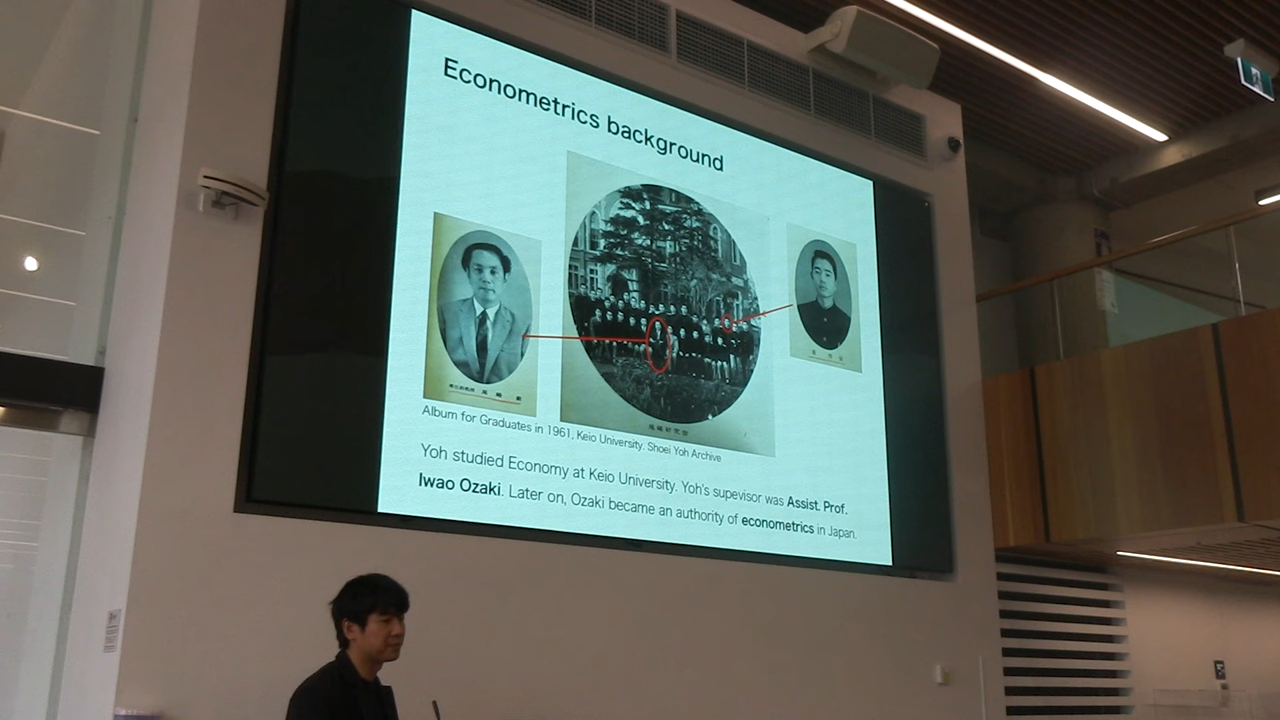 Econometrics background
Album for Graduates in 1961, Keio University. Shoei Yoh Archive
Yoh studied Economy at Keio University. Yoh's supevisor was Assist. Prof.
Iwao Ozaki. Later on, Ozaki became an authority of econometrics in Japan.